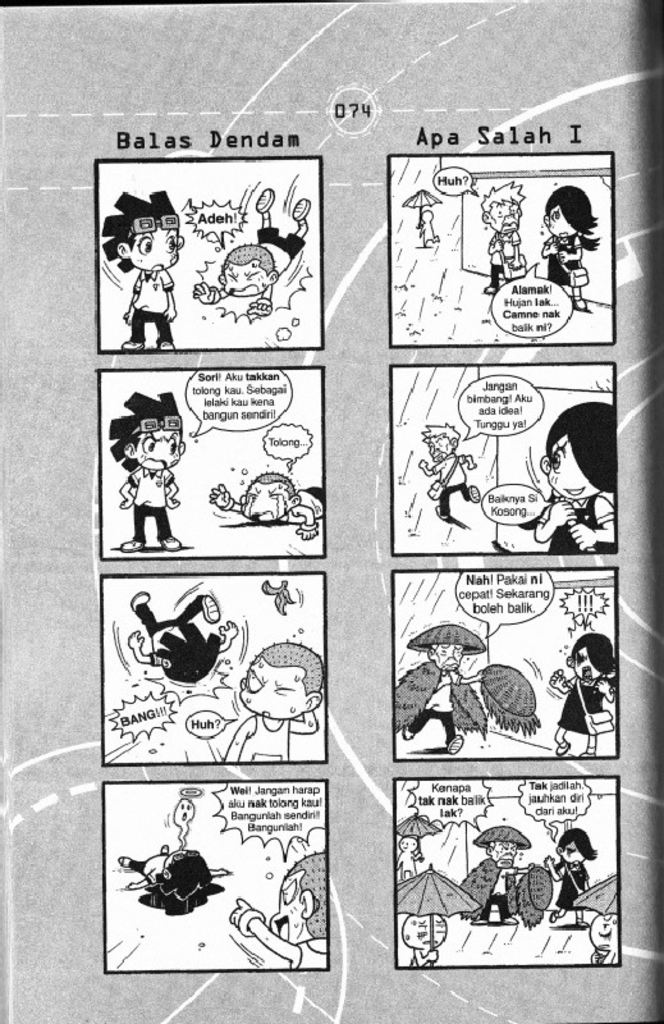 074
Balas Dendam
Adeh!
Sori! Aku takkan
tolong kau. Sebagai
lelaki kau kena
bangun sendiri!
Tolong...
BANG!!!
Huh?
Wei! Jangan harap
aku nak tolong kau!
Bangunlah sendiri!!
Bangunlah!
Apa Salah I
Huh?
Alamak!
Hujan lak...
Camne nak
balik ni?
Jangan
bimbang! Aku
ada idea!
Tunggu ya!
Baiknya Si
Kosong...
Niah! Pakai ni
cepat! Sekarang
boleh balik.
!!!
Kenapa
tak nak balik
lak?
Tak jadilah,
jauhkan diri
dari aku!